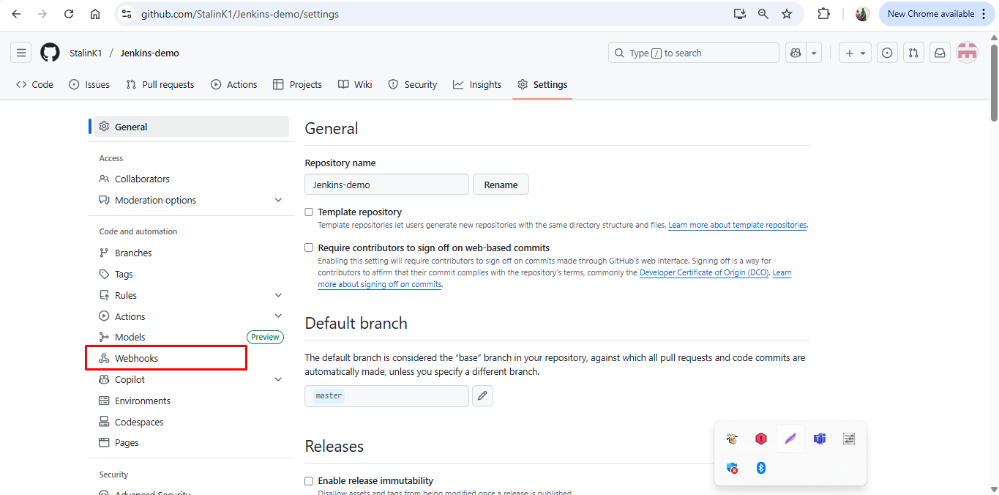 github.com/StalinK1/Jenkins-demo/settings
New Chrome available
StalinK1 / Jenkins-demo
Type / to search
Code Issues Pull requests Actions Projects Wiki Security Insights Settings
General
Access
Collaborators
Moderation options
Code and automation
Branches
Tags
Rules
Actions
Models Preview
Webhooks
Copilot
Environments
Codespaces
Pages
Security
Advanced Security
General
Repository name
Jenkins-demo Rename
Template repository
Template repositories let users generate new repositories with the same directory structure and files. Learn more about template repositories.
Require contributors to sign off on web-based commits
Enabling this setting will require contributors to sign off on commits made through GitHub's web interface. Signing off is a way for
contributors to affirm that their commit complies with the repository's terms, commonly the Developer Certificate of Origin (DCO). Learn
more about signing off on commits.
Default branch
The default branch is considered the “base” branch in your repository, against which all pull requests and code commits are
automatically made, unless you specify a different branch.
master
Releases
Enable release immutability
Disallow assets and tags from being modified once a release is published.